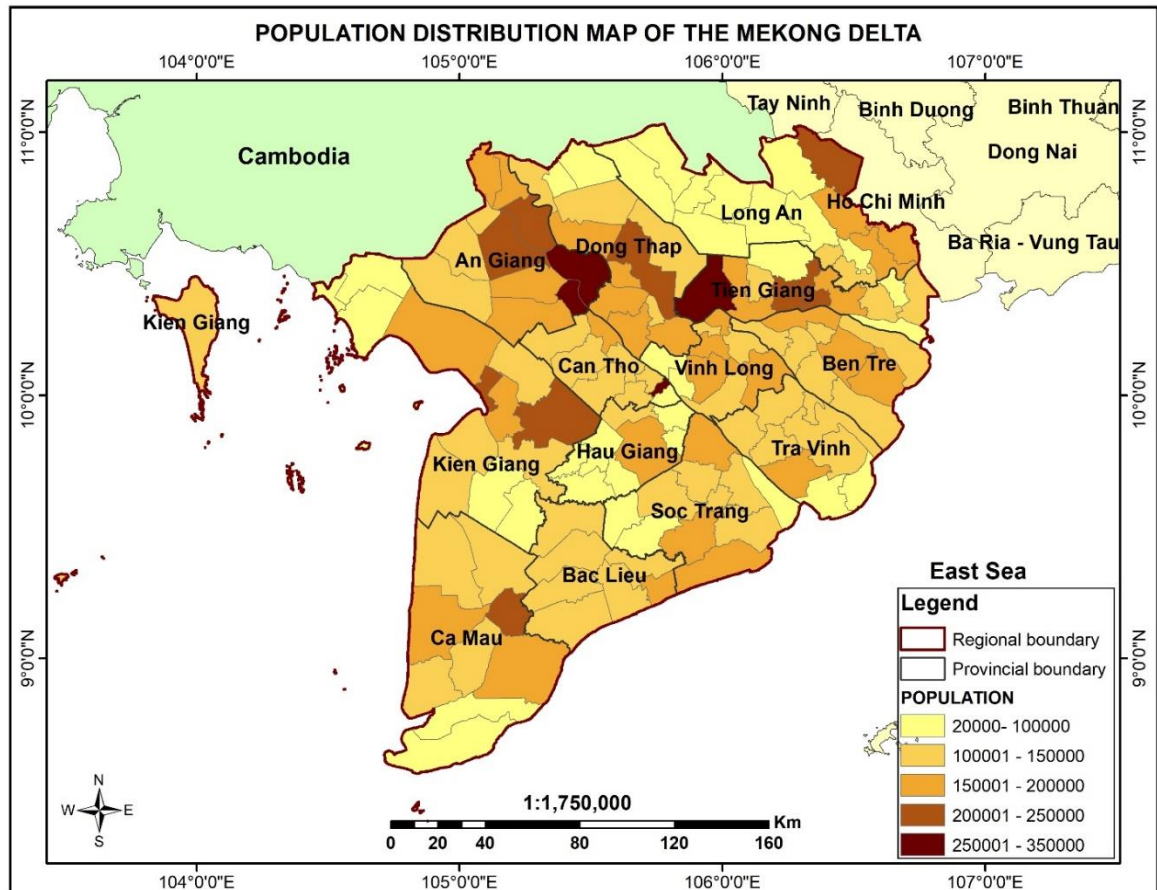 POPULATION DISTRIBUTION MAP OF THE MEKONG DELTA
104°0'0"E 105°0'0"E 106°0'0"E 107°0'0"E
11°0'0"N
11°0'0"N
10°0'0"N
10°0'0"N
9°0'0"N
9°0'0"N
Tay Ninh
Binh Duong
Binh Thuan
Cambodia
Dong Nai
Long An
Ho Chi Minh
Ba Ria - Vung Tau
Dong Thap
An Giang
Tien Giang
Kien Giang
Can Tho
Vinh Long
Ben Tre
Tra Vinh
Hau Giang
Kien Giang
Soc Trang
Bac Lieu
Ca Mau
East Sea
Legend
Regional boundary
Provincial boundary
POPULATION
20000- 100000
100001 - 150000
150001 - 200000
200001 - 250000
250001 - 350000
N
W E
S
1:1,750,000
Km
0 20 40 80 120 160
104°0'0"E 105°0'0"E 106°0'0"E 107°0'0"E